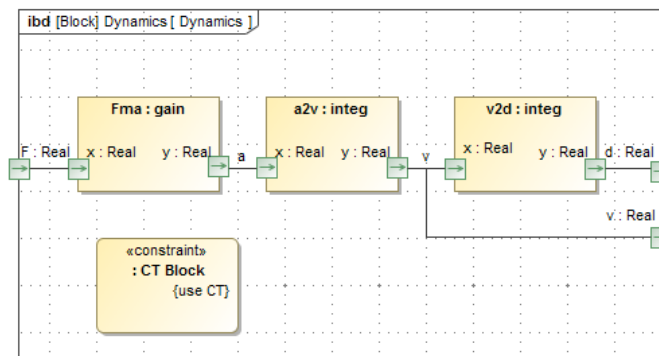 ibd [Block] Dynamics [ Dynamics ]
Fma : gain
a2v : integ
v2d : integ
F : Real
x : Real
y : Real
a
x : Real
y : Real
v
x : Real
y : Real
d : Real
v : Real
«constraint»
: CT Block
{use CT}